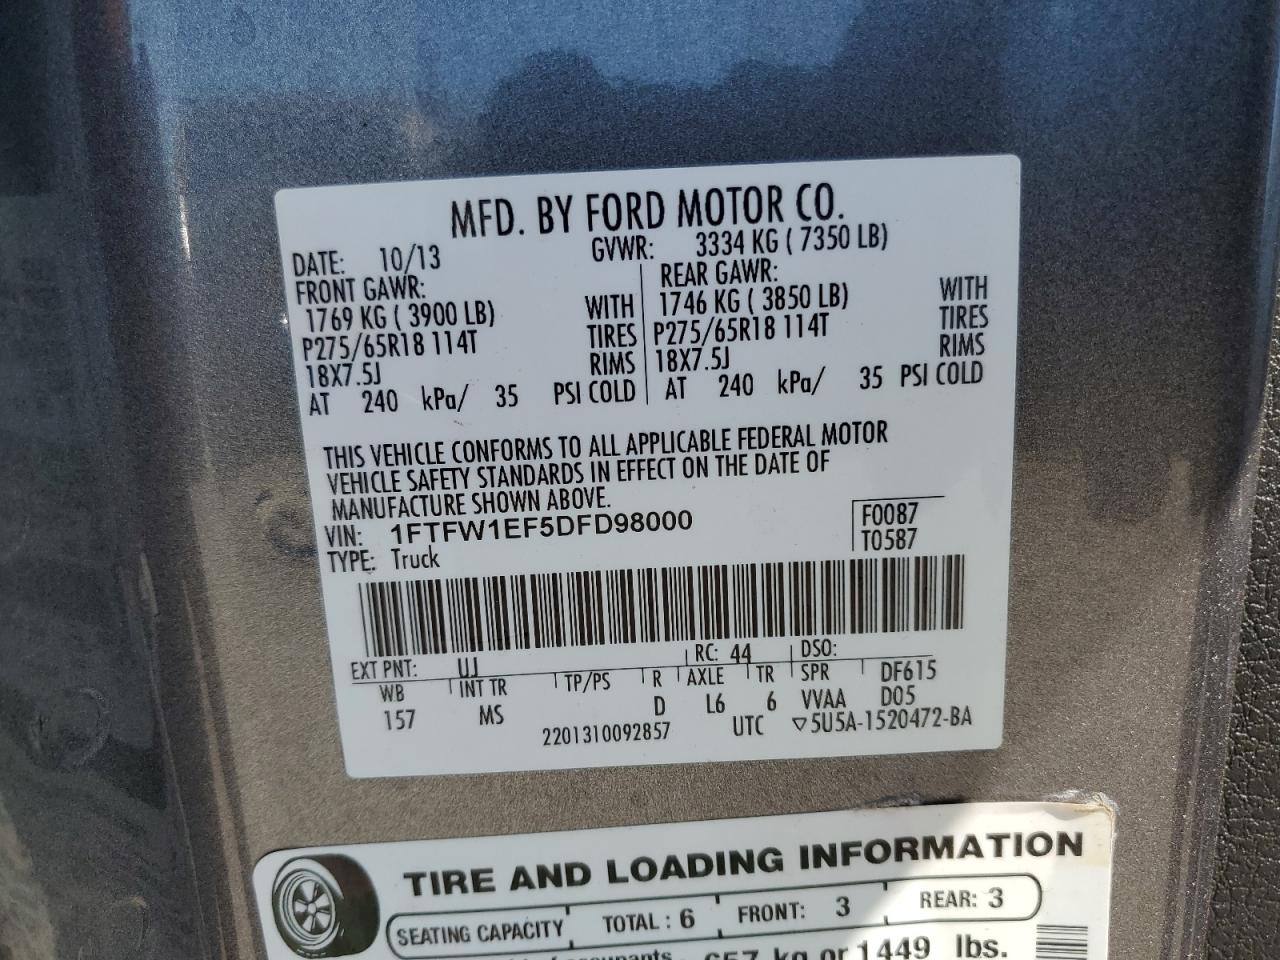 MFD. BY FORD MOTOR CO.
DATE: 10/13 GVWR: 3334 KG ( 7350 LB)
FRONT GAWR: REAR GAWR:
1769 KG ( 3900 LB) WITH 1746 KG ( 3850 LB) WITH
P275/65R18 114T TIRES P275/65R18 114T TIRES
18X7.5J RIMS 18X7.5J RIMS
AT 240 kPa/ 35 PSI COLD AT 240 kPa/ 35 PSI COLD
THIS VEHICLE CONFORMS TO ALL APPLICABLE FEDERAL MOTOR
VEHICLE SAFETY STANDARDS IN EFFECT ON THE DATE OF
MANUFACTURE SHOWN ABOVE.
VIN: 1FTFW1EF5DFD98000 F0087
TYPE: Truck T0587
EXT PNT: UJ RC: 44 DSO:
WB INT TR TP/PS R AXLE TR SPR DF615
157 MS D L6 6 VVAA D05
2201310092857 UTC ▽5U5A-1520472-BA
TIRE AND LOADING INFORMATION
SEATING CAPACITY TOTAL : 6 FRONT: 3 REAR: 3
occupants 657 kg or 1449 lbs.